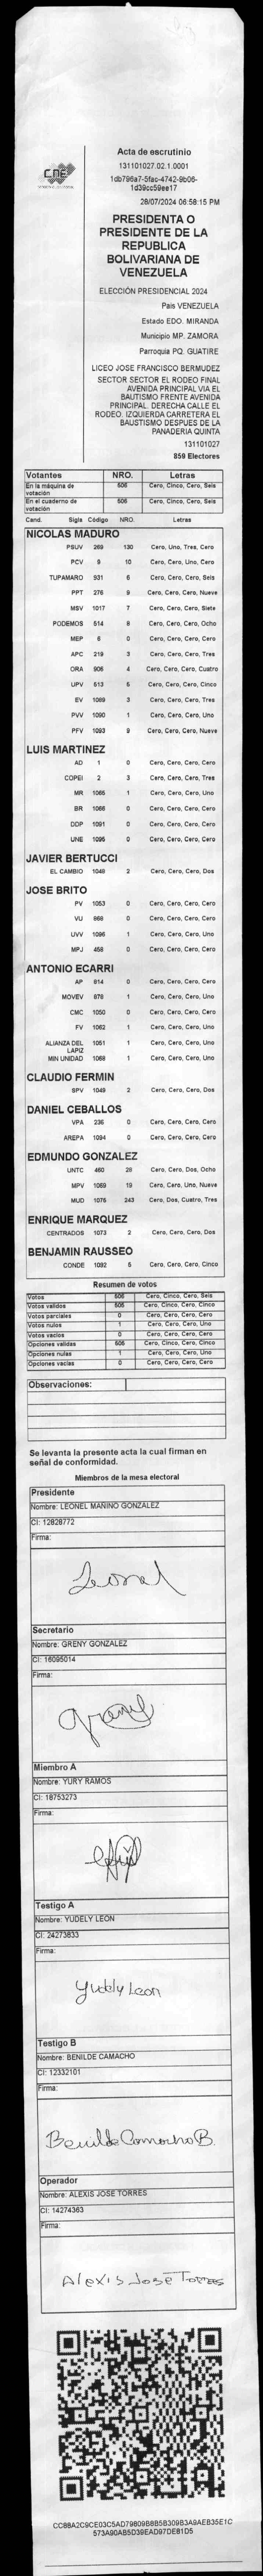 CNE
Acta de escrutinio
131101027.02.1.0001
1db796a7-5fac-4742-9b06-
1d39cc59ee17
28/07/2024 06:58:15 PM
PRESIDENTA O
PRESIDENTE DE LA
REPUBLICA
BOLIVARIANA DE
VENEZUELA
ELECCIÓN PRESIDENCIAL 2024
Pais VENEZUELA
Estado EDO. MIRANDA
Municipio MP. ZAMORA
Parroquia PQ. GUATIRE
LICEO JOSE FRANCISCO BERMUDEZ
SECTOR SECTOR EL RODEO FINAL
AVENIDA PRINCIPAL VIA EL
BAUTISMO FRENTE AVENIDA
PRINCIPAL. DERECHA CALLE EL
RODEO. IZQUIERDA CARRETERA EL
BAUSTISMO DESPUES DE LA
PANADERIA QUINTA
131101027
859 Electores
Votantes NRO. Letras
En la máquina de votación 506 Cero, Cinco, Cero, Seis
En el cuaderno de votación 506 Cero, Cinco, Cero, Seis
Cand. Sigls Código NRO. Letras
NICOLAS MADURO
PSUV 269 130 Cero, Uno, Tres, Cero
PCV 9 10 Cero, Cero, Uno, Cero
TUPAMARO 931 6 Cero, Cero, Cero, Seis
PPT 276 9 Cero, Cero, Cero, Nueve
MSV 1017 7 Cero, Cero, Cero, Siete
PODEMOS 514 8 Cero, Cero, Cero, Ocho
MEP 6 0 Cero, Cero, Cero, Cero
APC 219 3 Cero, Cero, Cero, Tres
ORA 906 4 Cero, Cero, Cero, Cuatro
UPV 513 5 Cero, Cero, Cero, Cinco
EV 1089 3 Cero, Cero, Cero, Tres
PVV 1090 1 Cero, Cero, Cero, Uno
PFV 1093 9 Cero, Cero, Cero, Nueve
LUIS MARTINEZ
AD 1 0 Cero, Cero, Cero, Cero
COPEI 2 3 Cero, Cero, Cero, Tres
MR 1065 1 Cero, Cero, Cero, Uno
BR 1066 0 Cero, Cero, Cero, Cero
DDP 1091 0 Cero, Cero, Cero, Cero
UNE 1095 0 Cero, Cero, Cero, Cero
JAVIER BERTUCCI
EL CAMBIO 1048 2 Cero, Cero, Cero, Dos
JOSE BRITO
PV 1053 0 Cero, Cero, Cero, Cero
VU 868 0 Cero, Cero, Cero, Cero
UVV 1096 1 Cero, Cero, Cero, Uno
MPJ 458 0 Cero, Cero, Cero, Cero
ANTONIO ECARRI
AP 914 0 Cero, Cero, Cero, Cero
MOVEV 878 1 Cero, Cero, Cero, Uno
CMC 1050 0 Cero, Cero, Cero, Cero
FV 1062 1 Cero, Cero, Cero, Uno
ALIANZA DEL LAPIZ 1051 1 Cero, Cero, Cero, Uno
MIN UNIDAD 1068 1 Cero, Cero, Cero, Uno
CLAUDIO FERMIN
SPV 1049 2 Cero, Cero, Cero, Dos
DANIEL CEBALLOS
VPA 236 0 Cero, Cero, Cero, Cero
AREPA 1094 0 Cero, Cero, Cero, Cero
EDMUNDO GONZALEZ
UNTC 460 28 Cero, Cero, Dos, Ocho
MPV 1069 19 Cero, Cero, Uno, Nueve
MUD 1075 243 Cero, Dos, Cuatro, Tres
ENRIQUE MARQUEZ
CENTRADOS 1073 2 Cero, Cero, Cero, Dos
BENJAMIN RAUSSEO
CONDE 1092 5 Cero, Cero, Cero, Cinco
Resumen de votos
Votos 506 Cero, Cinco, Cero, Seis
Votos validos 505 Cero, Cinco, Cero, Cinco
Votos parciales 0 Cero, Cero, Cero, Cero
Votos nulos 1 Cero, Cero, Cero, Uno
Votos vacíos 0 Cero, Cero, Cero, Cero
Opciones validas 505 Cero, Cinco, Cero, Cinco
Opciones nulas 1 Cero, Cero, Cero, Uno
Opciones vacías 0 Cero, Cero, Cero, Cero
Observaciones:
Se levanta la presente acta la cual firman en
señal de conformidad.
Miembros de la mesa electoral
Presidente
Nombre: LEONEL MARINO GONZALEZ
CI: 12828772
Firma:
Leonel
Secretario
Nombre: GRENY GONZALEZ
CI: 16095014
Firma:
Greny
Miembro A
Nombre: YURY RAMOS
CI: 18753273
Firma:
Testigo A
Nombre: YUDELY LEON
CI: 24273833
Firma:
Yudely Leon
Testigo B
Nombre: BENILDE CAMACHO
CI: 12332101
Firma:
Benilde Camacho B.
Operador
Nombre: ALEXIS JOSE TORRES
CI: 14274363
Firma:
Alexis José Torres
CC88A2C9CE03C5AD79809B8B5B309B3A9AEB35E1C
573A90AB5D39EAD97DE81D5